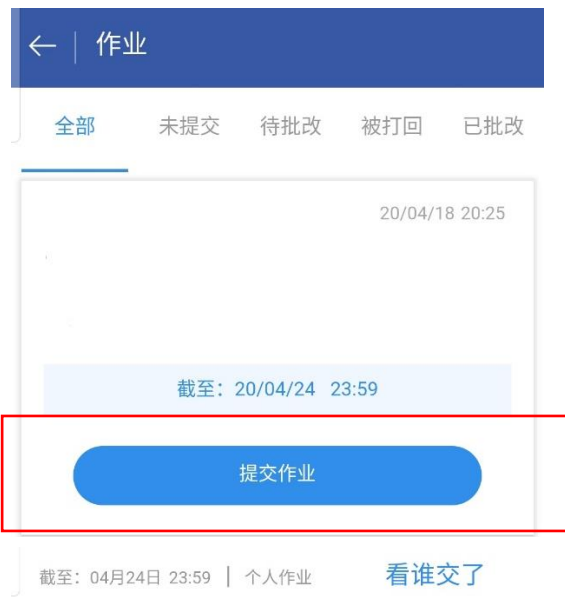 作业
全部 未提交 待批改 被打回 已批改
20/04/18 20:25
截至：20/04/24 23:59
提交作业
截至：04月24日 23:59 | 个人作业 看谁交了